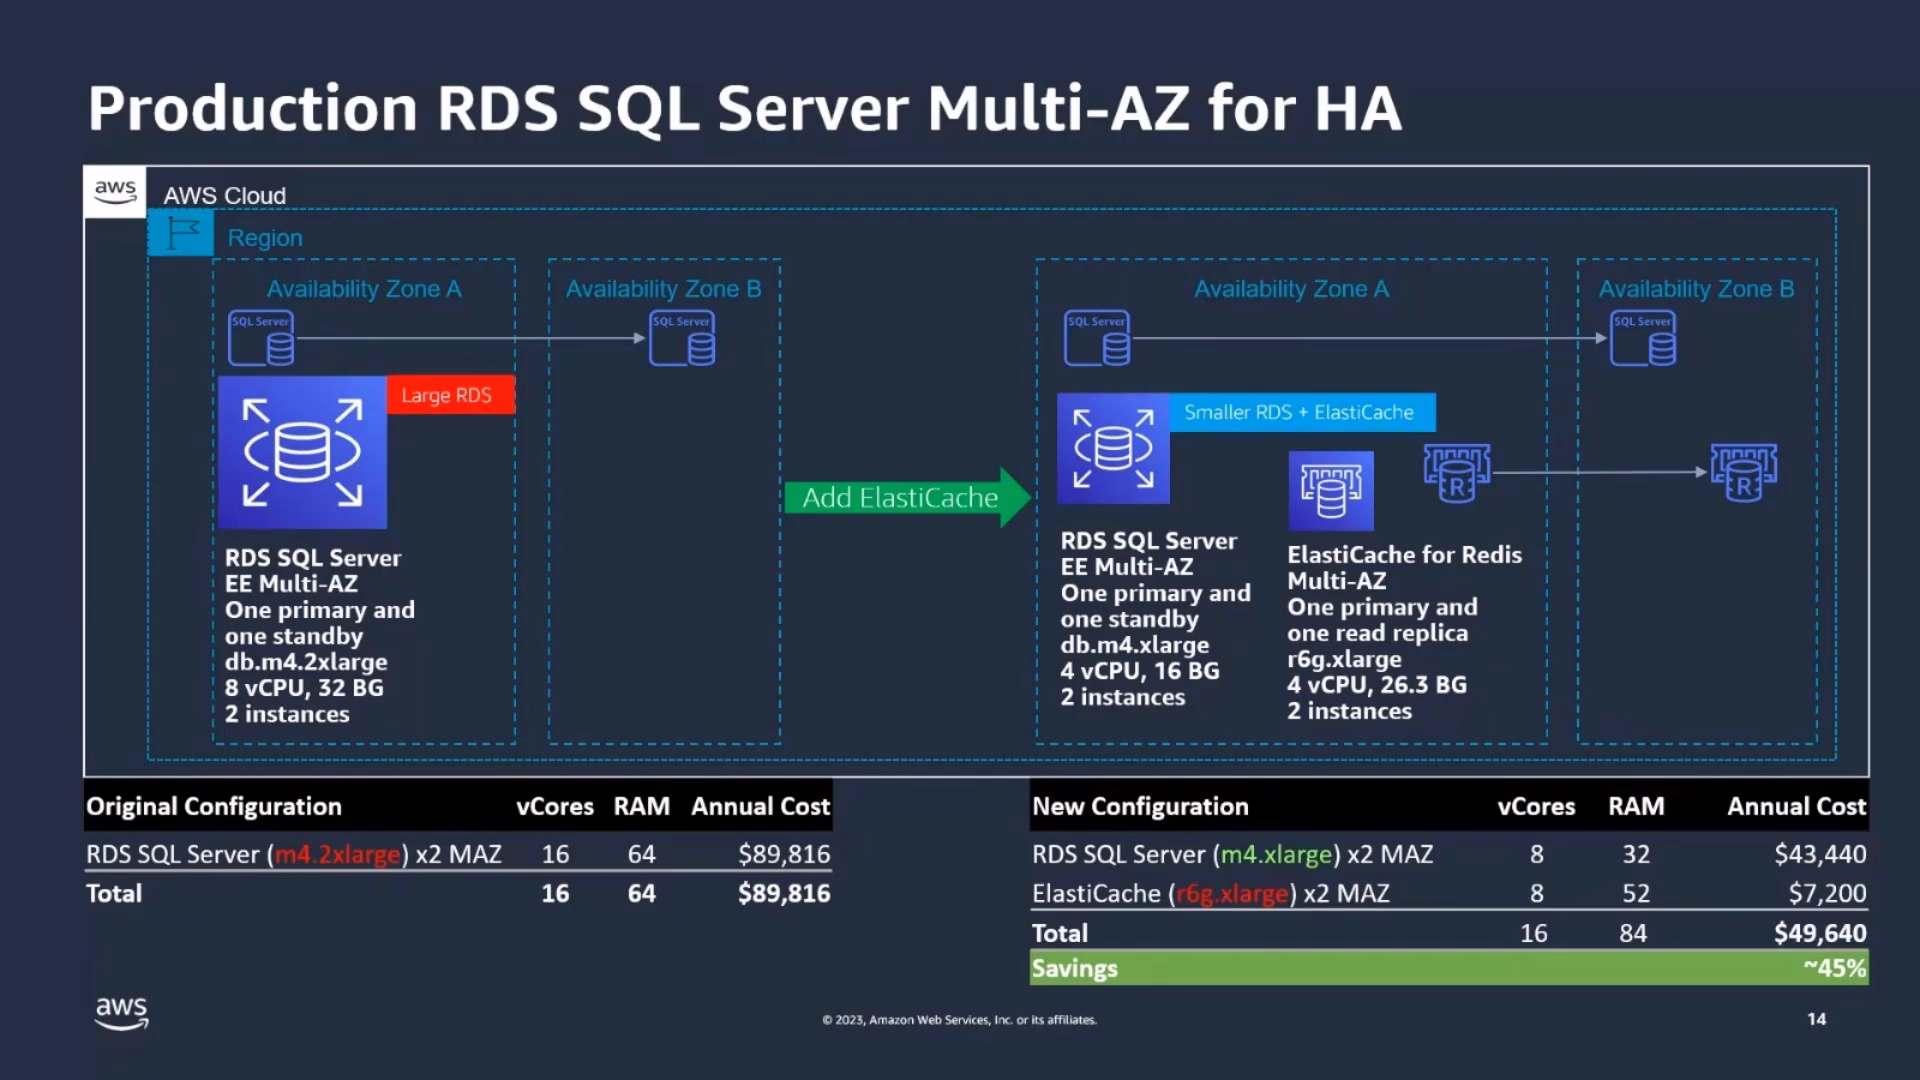 Production RDS SQL Server Multi-AZ for HA
aws
AWS Cloud
Region
Availability Zone A
Availability Zone B
SQL Server
SQL Server
Large RDS
RDS SQL Server
EE Multi-AZ
One primary and
one standby
db.m4.2xlarge
8 vCPU, 32 BG
2 instances
Add ElastiCache
Availability Zone A
Availability Zone B
SQL Server
SQL Server
Smaller RDS + ElastiCache
R
R
RDS SQL Server
EE Multi-AZ
One primary and
one standby
db.m4.xlarge
4 vCPU, 16 BG
2 instances
ElastiCache for Redis
Multi-AZ
One primary and
one read replica
r6g.xlarge
4 vCPU, 26.3 BG
2 instances
Original Configuration vCores RAM Annual Cost
RDS SQL Server (m4.2xlarge) x2 MAZ 16 64 $89,816
Total 16 64 $89,816
New Configuration vCores RAM Annual Cost
RDS SQL Server (m4.xlarge) x2 MAZ 8 32 $43,440
ElastiCache (r6g.xlarge) x2 MAZ 8 52 $7,200
Total 16 84 $49,640
Savings ~45%
aws
© 2023, Amazon Web Services, Inc. or its affiliates.
14